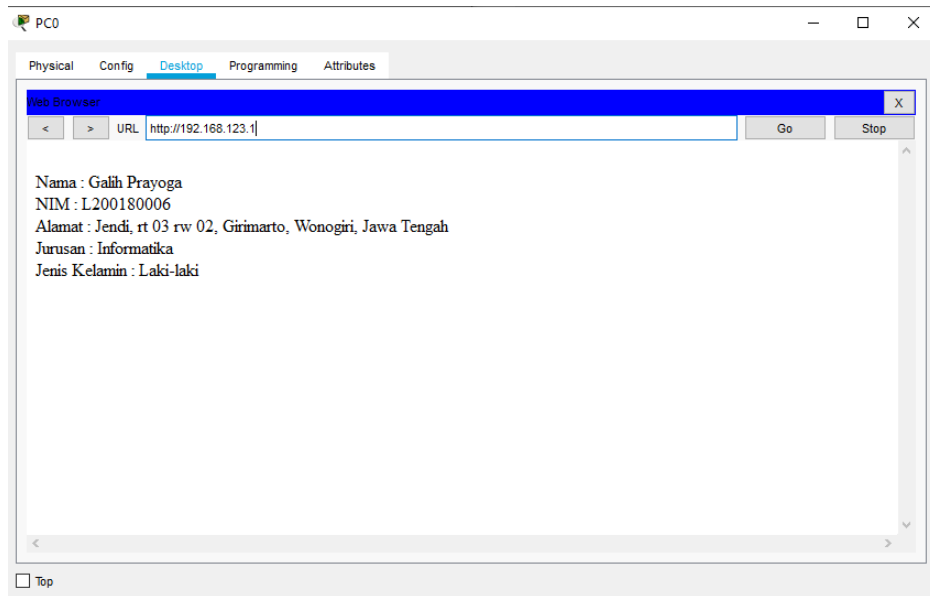 PC0
Physical Config Desktop Programming Attributes
Web Browser X
< > URL http://192.168.123.1 Go Stop
Nama : Galih Prayoga
NIM : L200180006
Alamat : Jendi, rt 03 rw 02, Girimarto, Wonogiri, Jawa Tengah
Jurusan : Informatika
Jenis Kelamin : Laki-laki
Top